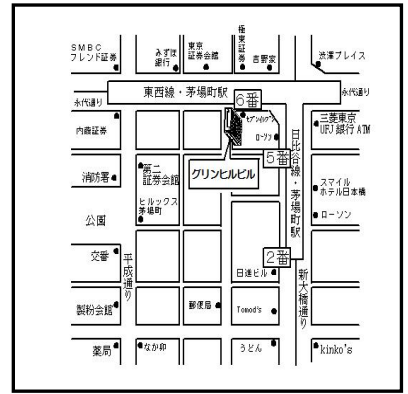 SMBC
フレンド証券
みずほ
銀行
東京
証券会館
極東証券
吉野家
渋澤プレイス
永代通り
東西線・茅場町駅
6番
永代通り
内藤証券
セブンイレブン
ローソン
三菱東京
UFJ銀行ATM
5番
日比谷線・茅場町駅
消防署
第二
証券会館
グリンヒルビル
スマイル
ホテル日本橋
ヒルックス
茅場町
ローソン
公園
2番
交番
平成通り
日進ビル
新大橋通り
製粉会館
郵便局
Tomod's
薬局
なか卯
うどん
kinko's